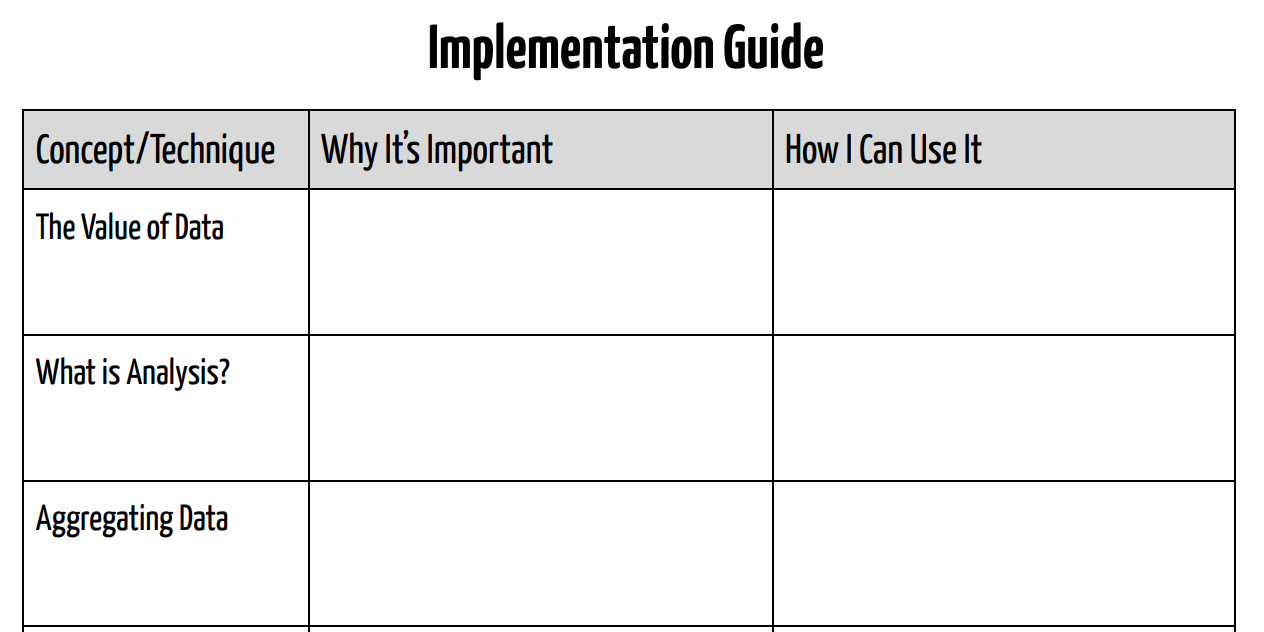 Implementation Guide
Concept/Technique
Why It’s Important
How I Can Use It
The Value of Data
What is Analysis?
Aggregating Data